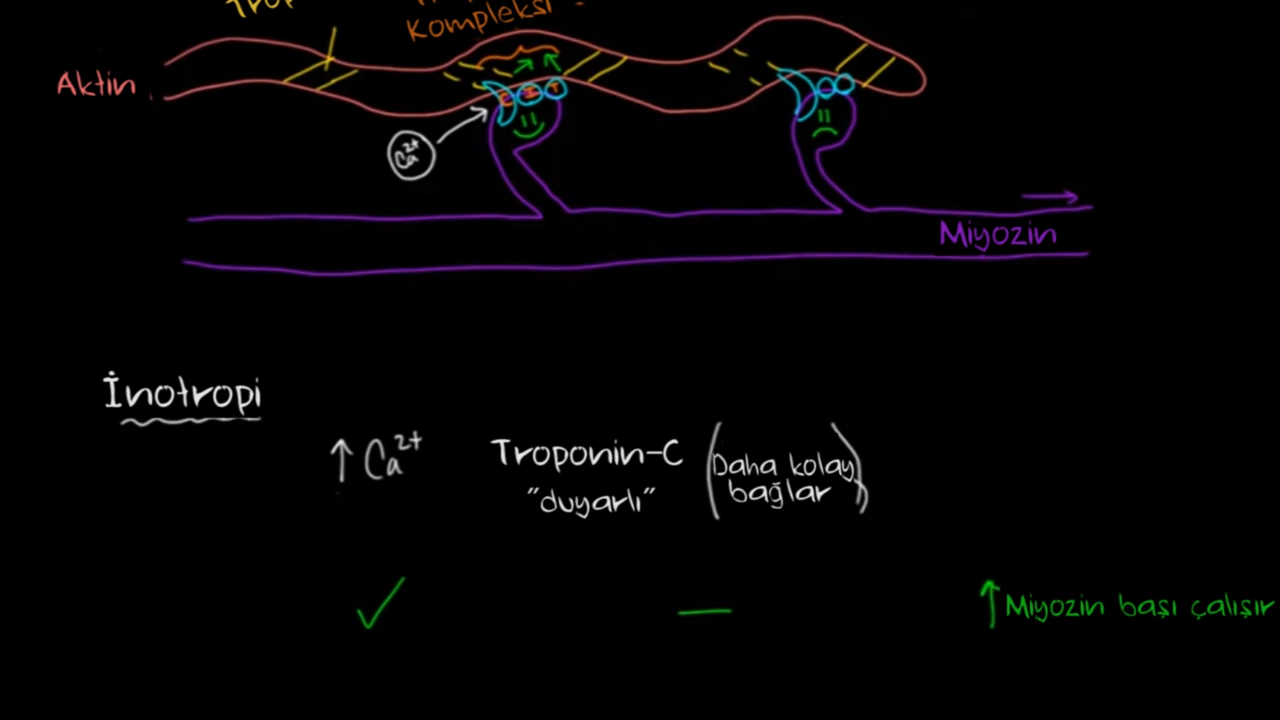 Kompleksi
Aktin
C I T
Ca²⁺
Miyozin
İnotropi
↑ Ca²⁺ Troponin-C (Daha kolay
"duyarlı" bağlar)
✓ — ↑ Miyozin başı çalışır